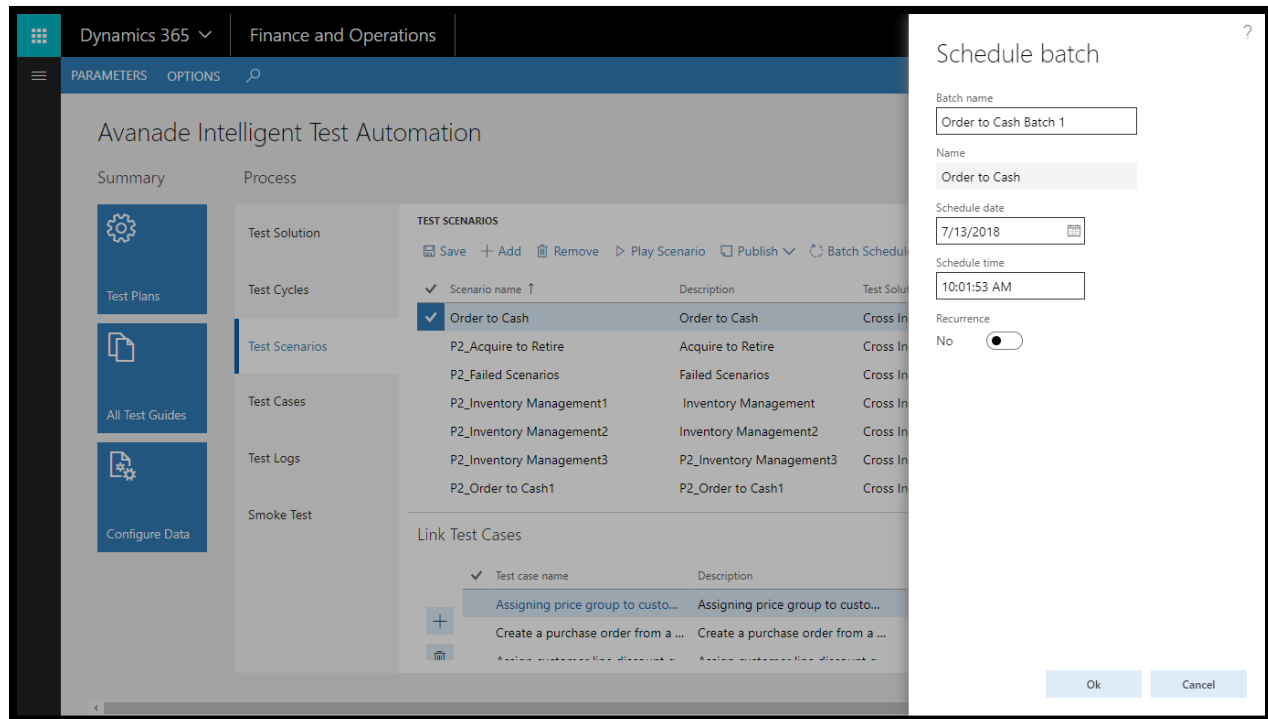 Dynamics 365
Finance and Operations
PARAMETERS OPTIONS
Avanade Intelligent Test Automation
Summary
Process
Test Plans
All Test Guides
Configure Data
Test Solution
Test Cycles
Test Scenarios
Test Cases
Test Logs
Smoke Test
TEST SCENARIOS
Save Add Remove Play Scenario Publish Batch Schedul
Scenario name Description Test Solut
Order to Cash Order to Cash Cross In
P2_Acquire to Retire Acquire to Retire Cross In
P2_Failed Scenarios Failed Scenarios Cross In
P2_Inventory Management1 Inventory Management Cross In
P2_Inventory Management2 Inventory Management2 Cross In
P2_Inventory Management3 P2_Inventory Management3 Cross In
P2_Order to Cash1 P2_Order to Cash1 Cross In
Link Test Cases
Test case name Description
Assigning price group to custo... Assigning price group to custo...
Create a purchase order from a ... Create a purchase order from a ...
?
Schedule batch
Batch name
Order to Cash Batch 1
Name
Order to Cash
Schedule date
7/13/2018
Schedule time
10:01:53 AM
Recurrence
No
Ok Cancel